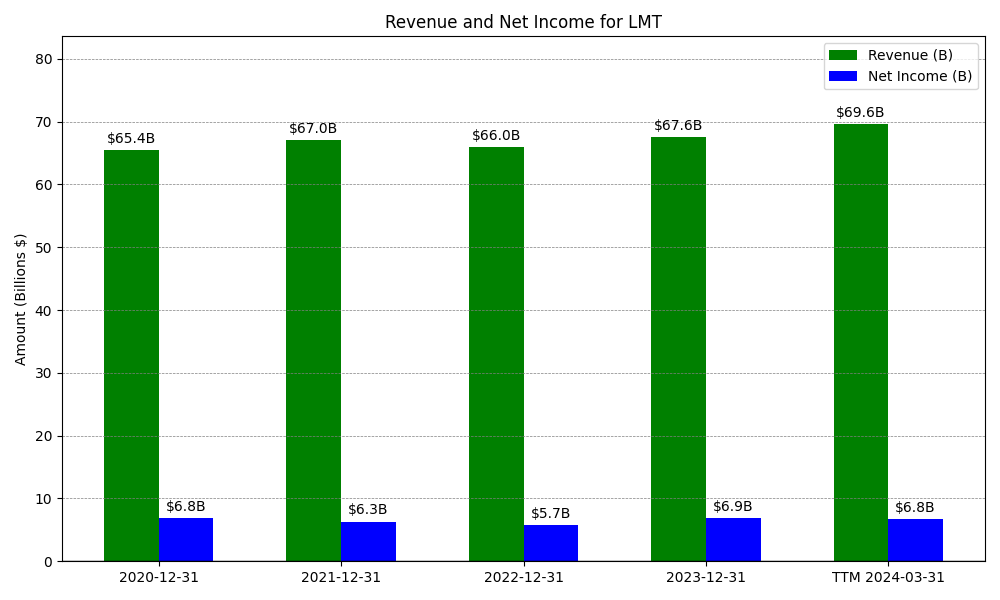 Revenue and Net Income for LMT
Revenue (B)
Net Income (B)
Amount (Billions $)
80
70
60
50
40
30
20
10
0
$65.4B
$67.0B
$66.0B
$67.6B
$69.6B
$6.8B
$6.3B
$5.7B
$6.9B
$6.8B
2020-12-31
2021-12-31
2022-12-31
2023-12-31
TTM 2024-03-31